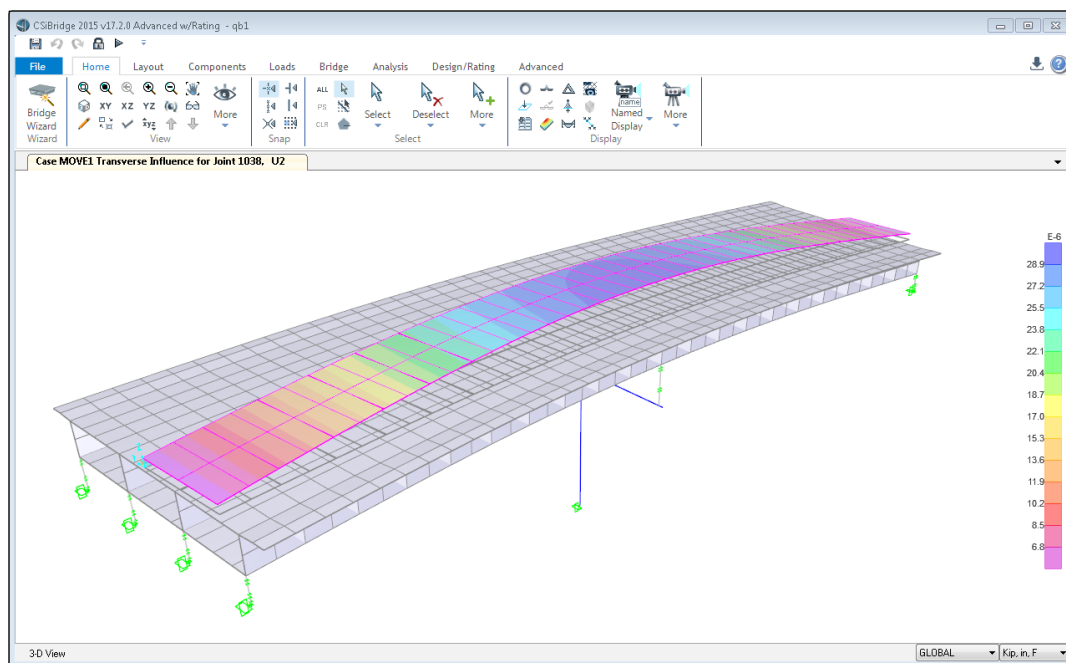 CSiBridge 2015 v17.2.0 Advanced w/Rating - qb1
File Home Layout Components Loads Bridge Analysis Design/Rating Advanced
Bridge
Wizard
Wizard
XY XZ YZ
xyz
More
View
Snap
ALL
PS
CLR
Select
Deselect
More
Select
name
Named
Display
More
Display
Case MOVE1 Transverse Influence for Joint 1038, U2
E-6
28.9
27.2
25.5
23.8
22.1
20.4
18.7
17.0
15.3
13.6
11.9
10.2
8.5
6.8
3-D View
GLOBAL
Kip, in, F